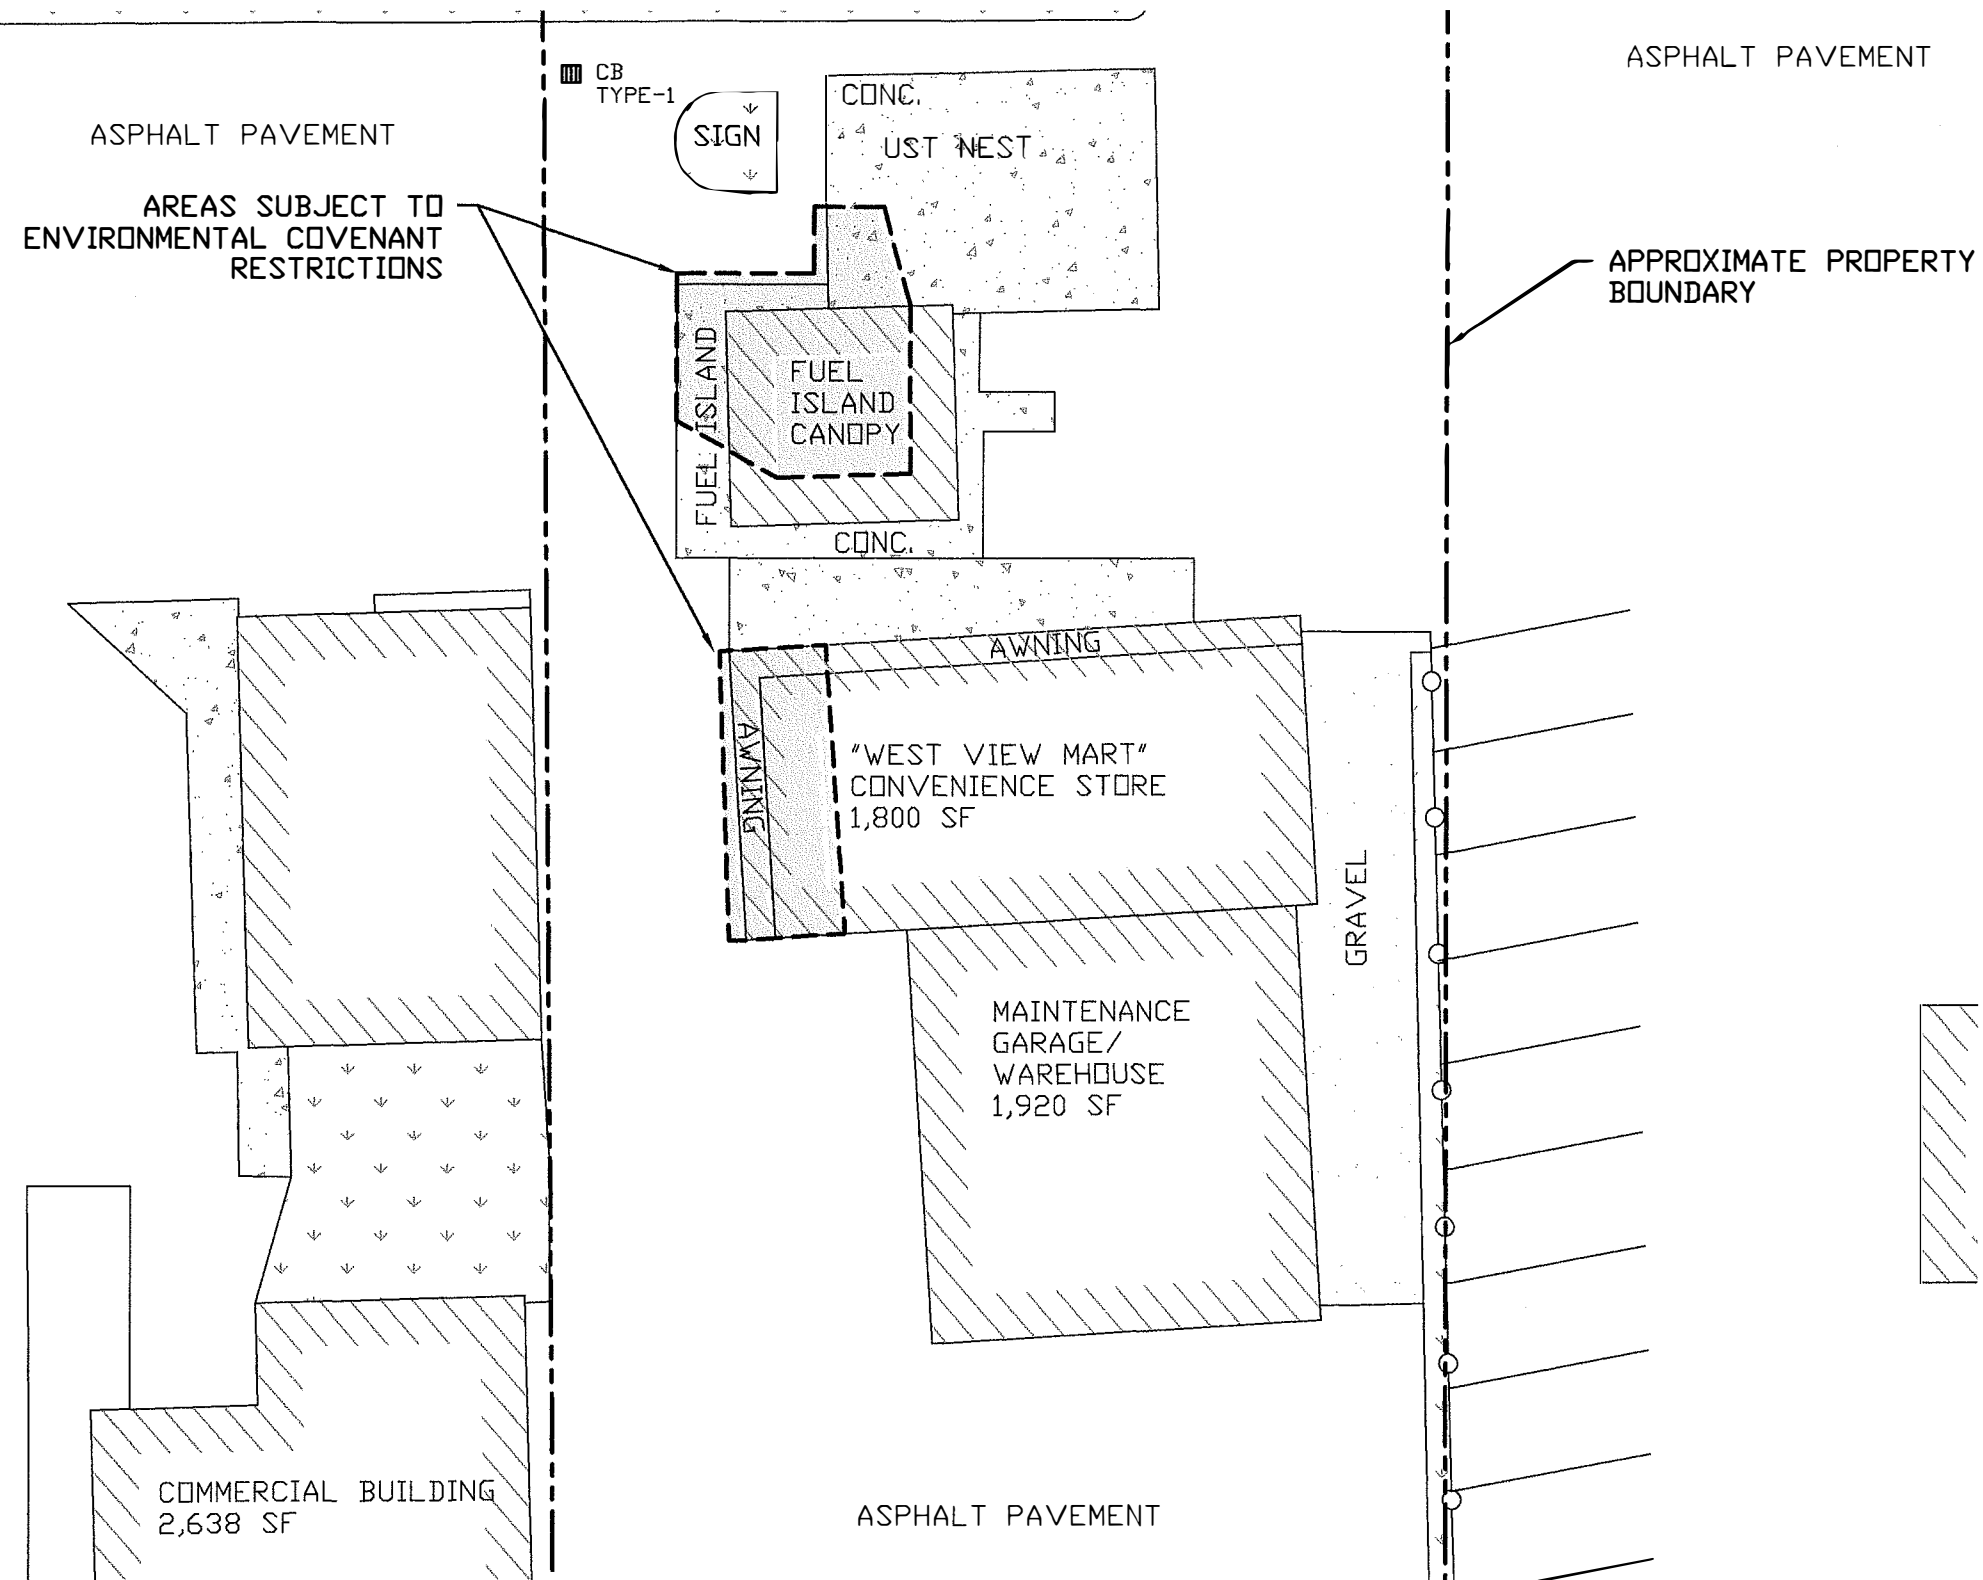 CB
TYPE-1
ASPHALT PAVEMENT
ASPHALT PAVEMENT
SIGN
CONC.
UST NEST
AREAS SUBJECT TO
ENVIRONMENTAL COVENANT
RESTRICTIONS
APPROXIMATE PROPERTY
BOUNDARY
FUEL ISLAND
FUEL
ISLAND
CANOPY
CONC.
AWNING
AWNING
"WEST VIEW MART"
CONVENIENCE STORE
1,800 SF
GRAVEL
MAINTENANCE
GARAGE/
WAREHOUSE
1,920 SF
COMMERCIAL BUILDING
2,638 SF
ASPHALT PAVEMENT